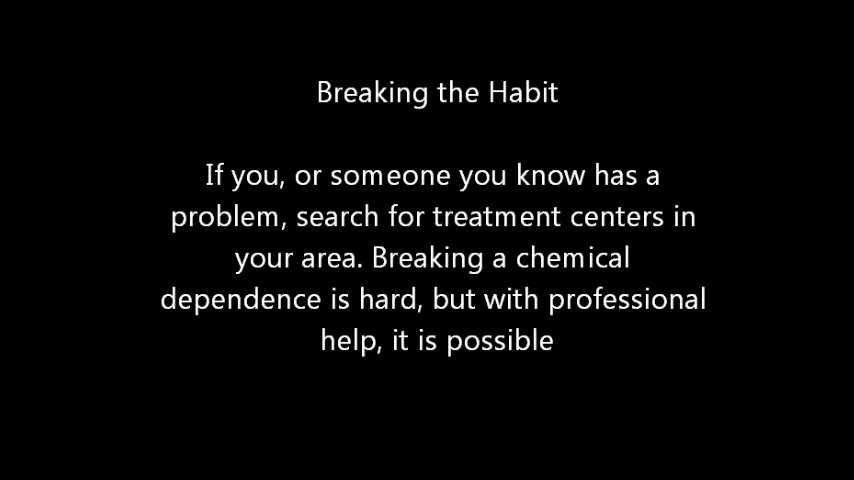 Breaking the Habit
If you, or someone you know has a
problem, search for treatment centers in
your area. Breaking a chemical
dependence is hard, but with professional
help, it is possible